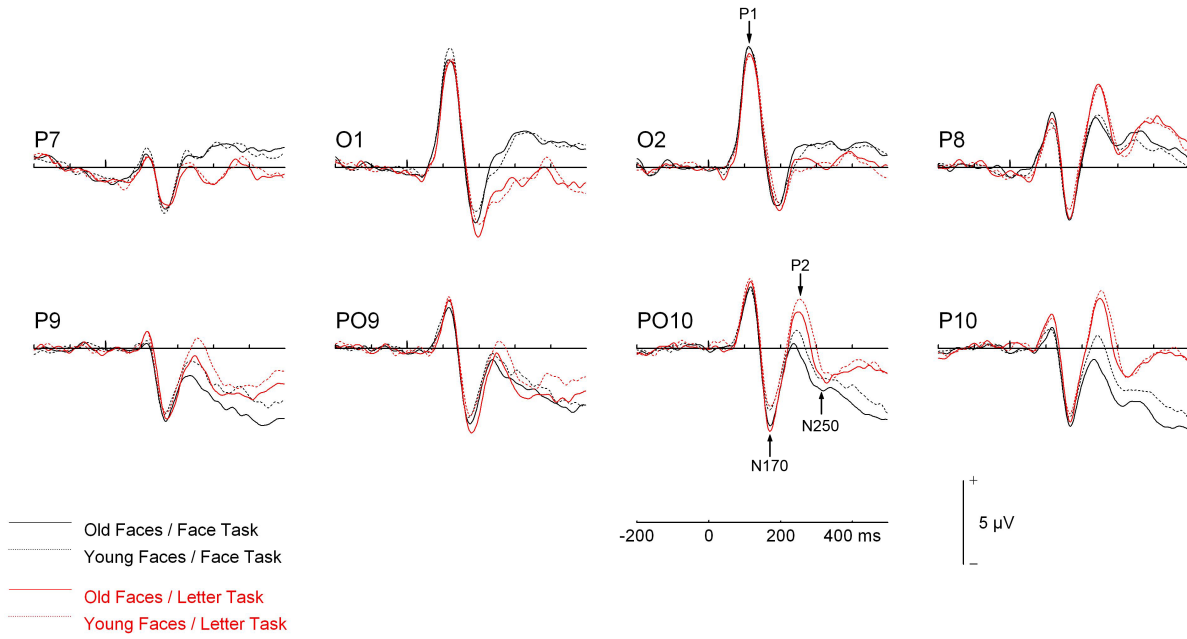 P1
P7
O1
O2
P8
P2
P9
PO9
PO10
P10
N250
N170
+
5 µV
–
-200 0 200 400 ms
Old Faces / Face Task
Young Faces / Face Task
Old Faces / Letter Task
Young Faces / Letter Task